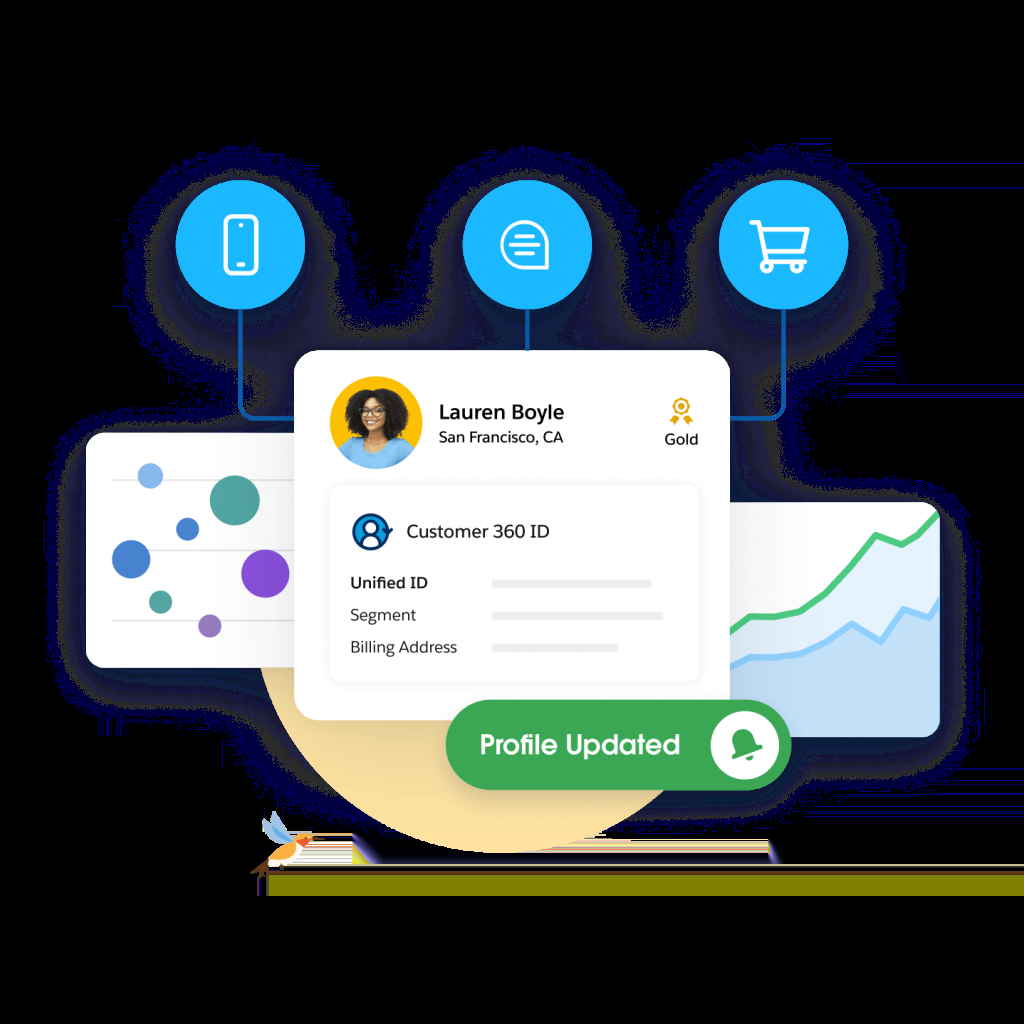 Lauren Boyle
San Francisco, CA
Gold
Customer 360 ID
Unified ID
Segment
Billing Address
Profile Updated